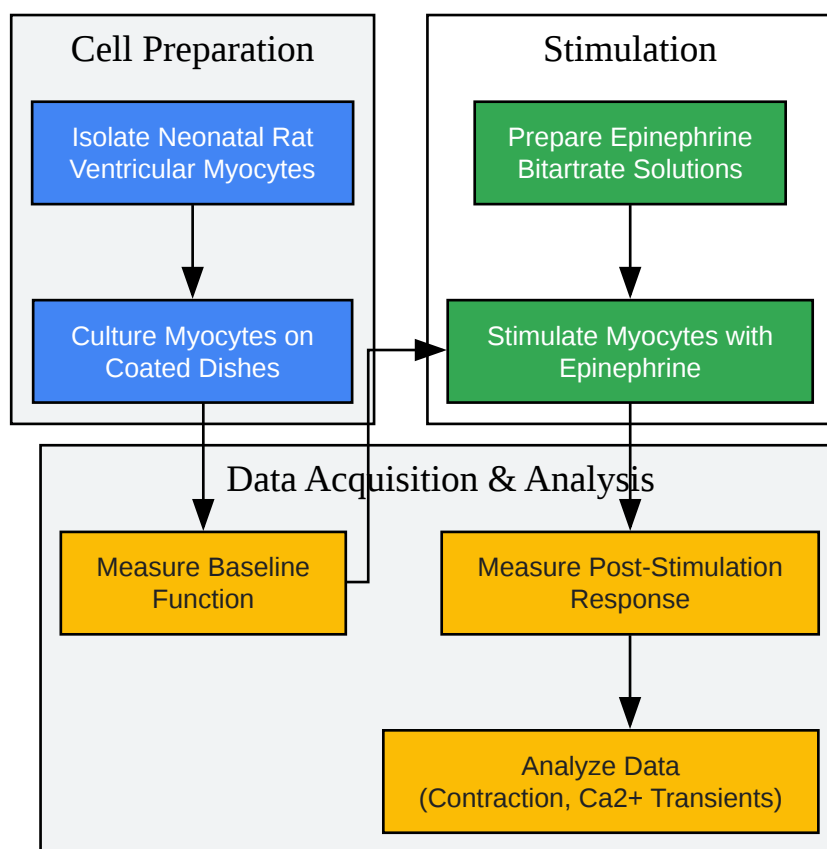 Cell Preparation
Isolate Neonatal Rat
Ventricular Myocytes
Culture Myocytes on
Coated Dishes
Stimulation
Prepare Epinephrine
Bitartrate Solutions
Stimulate Myocytes with
Epinephrine
Data Acquisition & Analysis
Measure Baseline
Function
Measure Post-Stimulation
Response
Analyze Data
(Contraction, Ca2+ Transients)